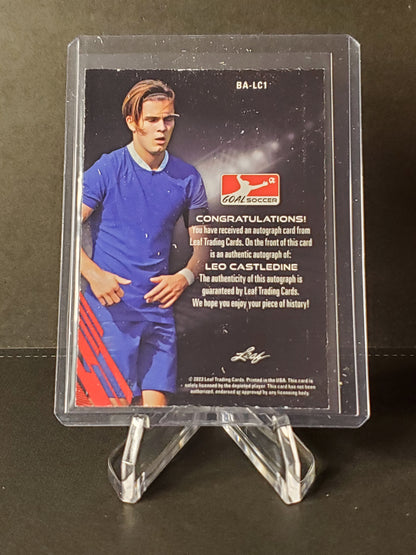 BA-LC1
GOAL SOCCER
CONGRATULATIONS!
You have received an autograph card from
Leaf Trading Cards. On the front of this card
is an authentic autograph of:
LEO CASTLEDINE
The authenticity of this autograph is
guaranteed by Leaf Trading Cards.
We hope you enjoy your piece of history!
Leaf
© 2023 Leaf Trading Cards. Printed in the USA. This card is
solely licensed by the depicted player. This card has not been
authorized, endorsed or approved by any licensing body.